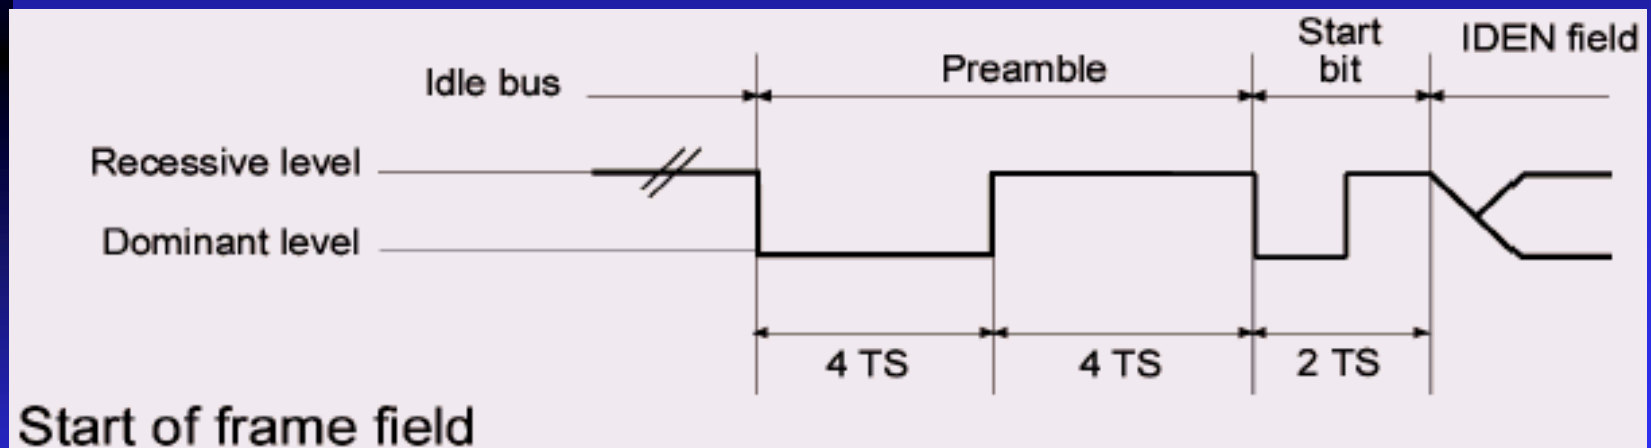 Start
bit
IDEN field
Preamble
Idle bus
Recessive level
Dominant level
4 TS
4 TS
2 TS
Start of frame field